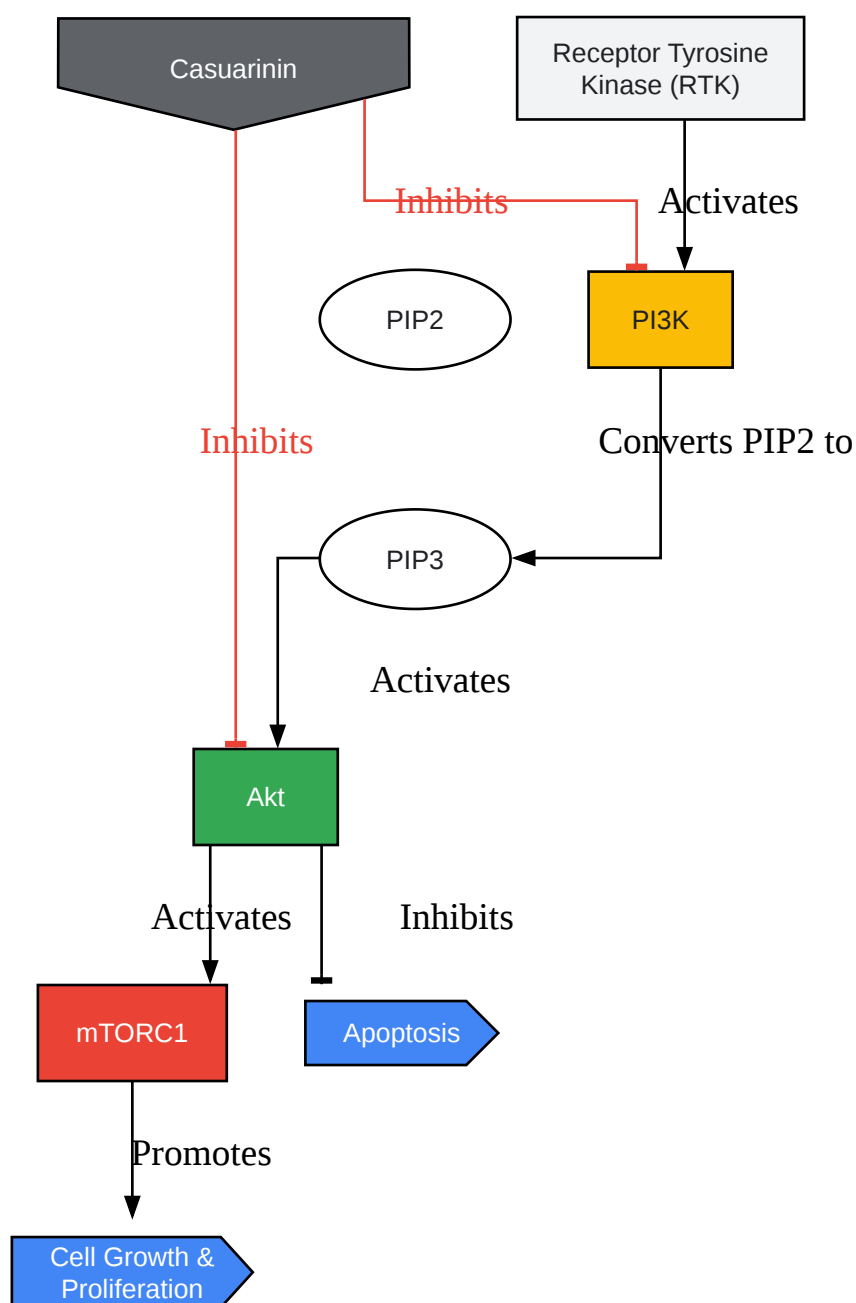 Casuarinin
Receptor Tyrosine
Kinase (RTK)
Inhibits
Activates
PIP2
PI3K
Inhibits
Converts PIP2 to
PIP3
Activates
Akt
Activates
Inhibits
mTORC1
Apoptosis
Promotes
Cell Growth &
Proliferation